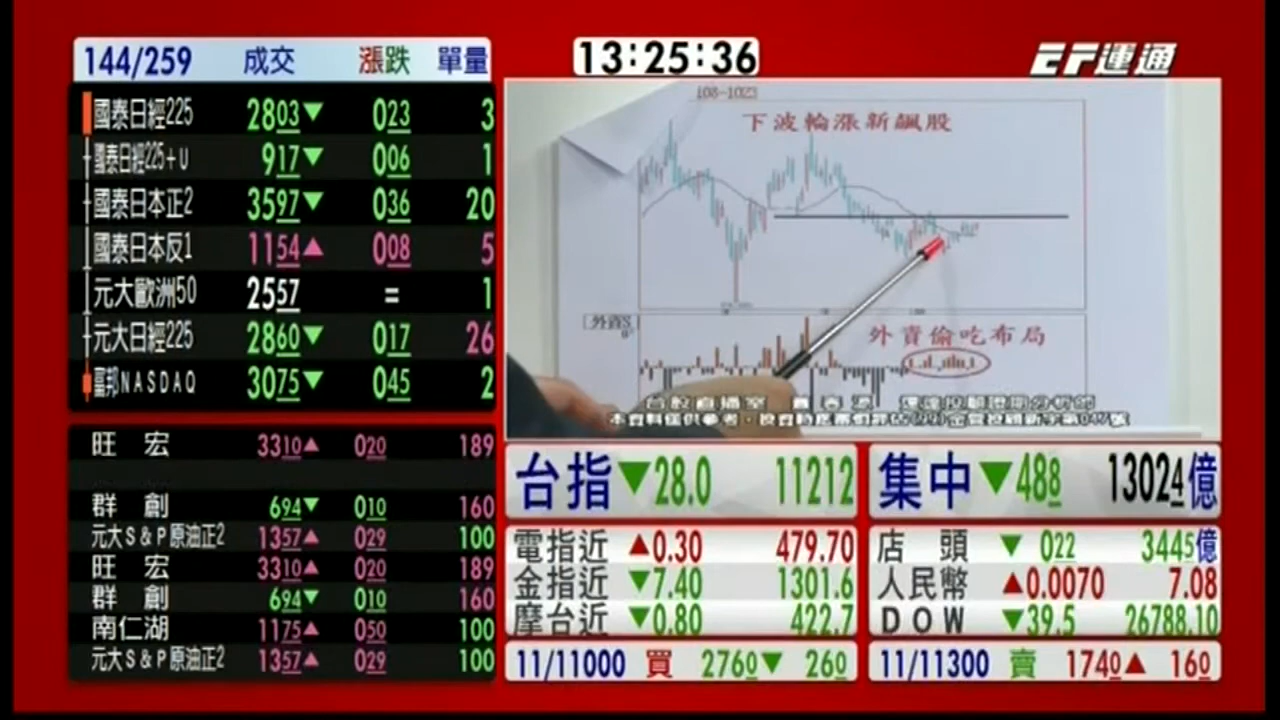 144/259 成交 漲跌 單量
國泰日經225 2803▼ 023 3
國泰日經225+U 917▼ 006 1
國泰日本正2 3597▼ 036 20
國泰日本反1 1154▲ 008 5
元大歐洲50 2557 = 1
元大日經225 2860▼ 017 26
富邦NASDAQ 3075▼ 045 2
旺宏 3310▲ 020 189
群創 694▼ 010 160
元大S&P原油正2 1357▲ 029 100
旺宏 3310▲ 020 189
群創 694▼ 010 160
南仁湖 1175▲ 050 100
元大S&P原油正2 1357▲ 029 100
13:25:36
運通
108-1023
下波輪漲新飆股
外資偷吃布局
台指▼28.0 11212
電指近 ▲0.30 479.70
金指近 ▼7.40 1301.6
摩台近 ▼0.80 422.7
11/11000 買 2760▼ 260
集中▼488 13024億
店頭 ▼ 022 3445億
人民幣 ▲0.0070 7.08
DOW ▼39.5 26788.10
11/11300 賣 1740▲ 160